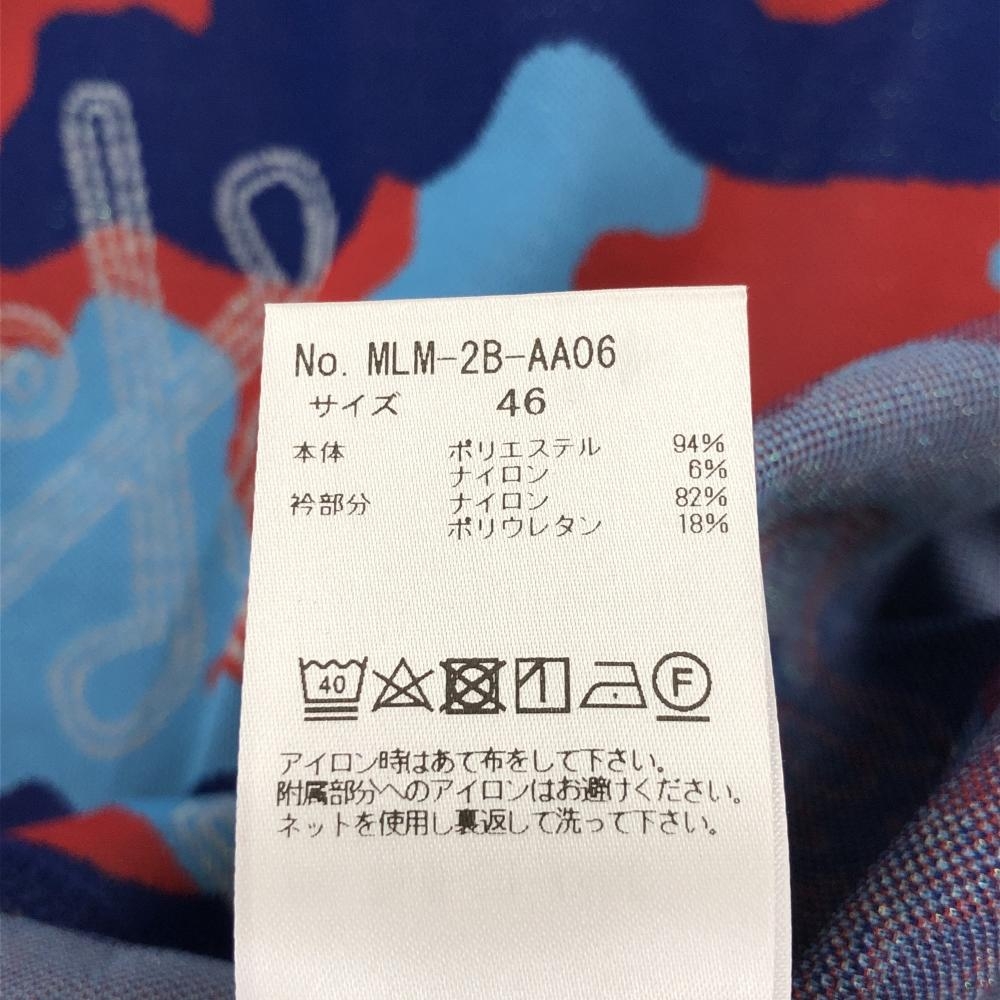 No. MLM-2B-AA06
サイズ 46
本体 ポリエステル 94%
ナイロン 6%
衿部分 ナイロン 82%
ポリウレタン 18%
40 F
アイロン時はあて布をして下さい。
附属部分へのアイロンはお避けください。
ネットを使用し裏返して洗って下さい。